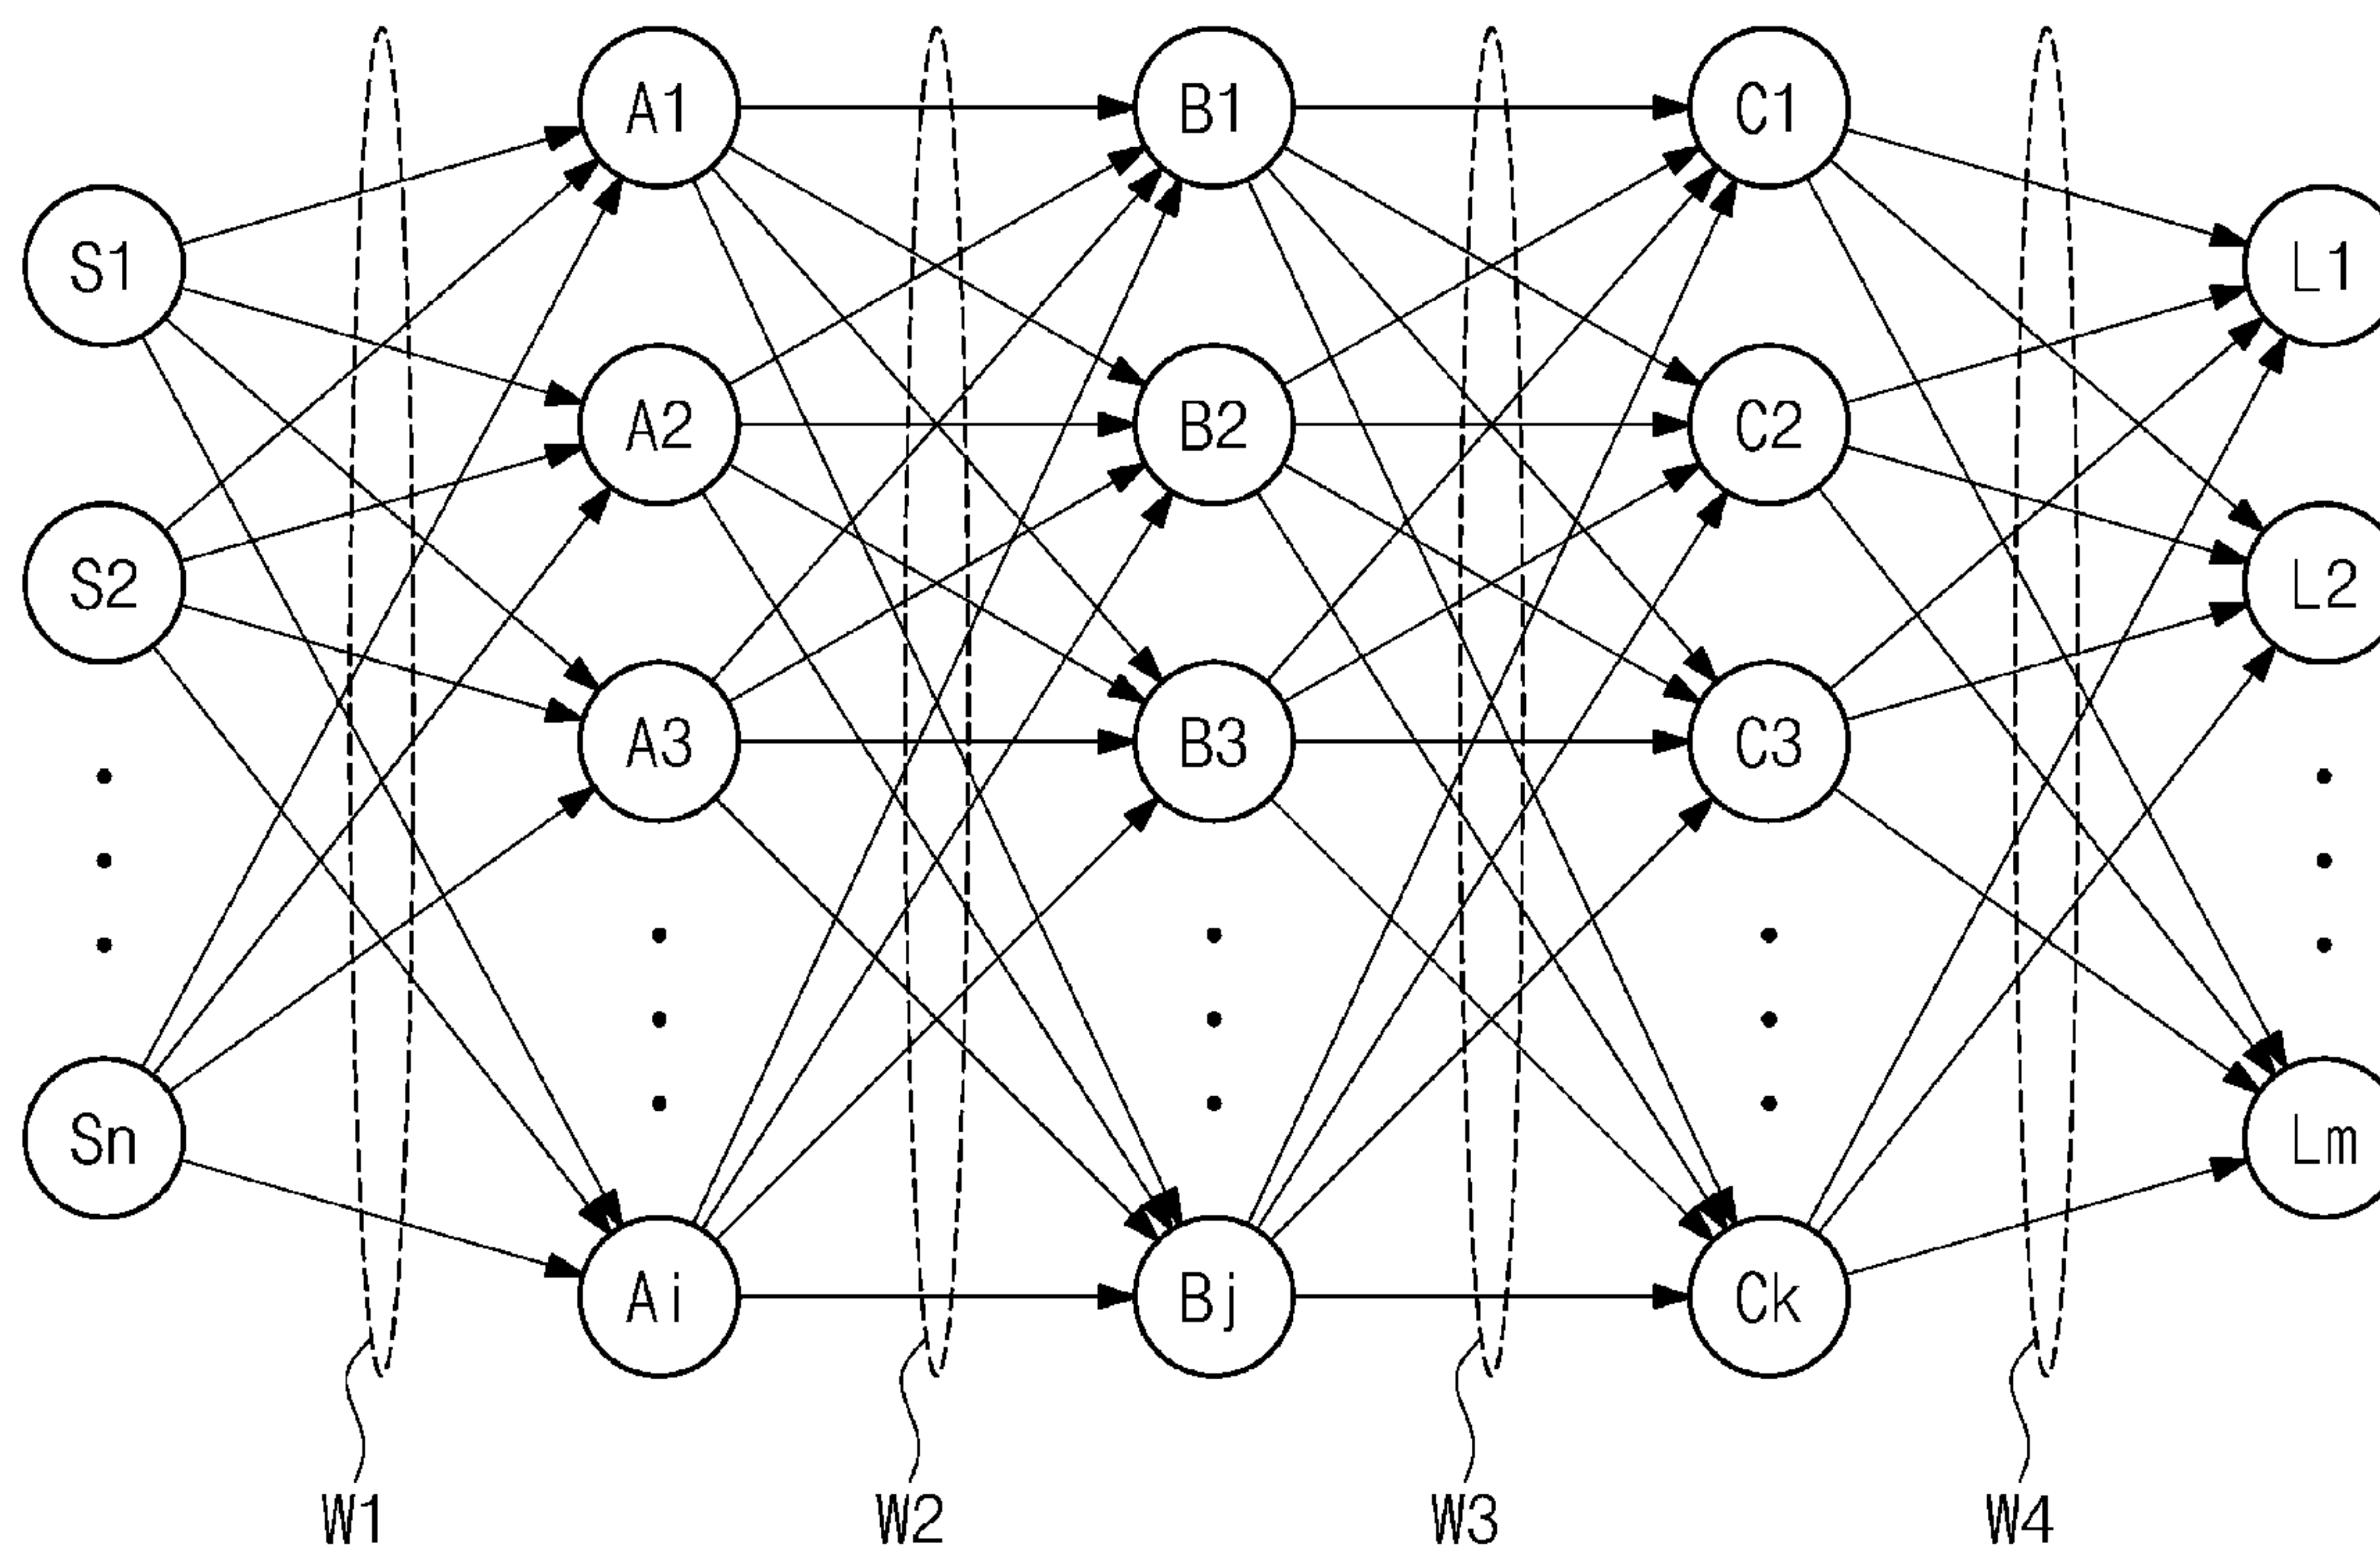 A1 B1 C1
S1 L1
A2 B2 C2
S2 L2
A3 B3 C3
Sn Lm
Ai Bj Ck
W1 W2 W3 W4